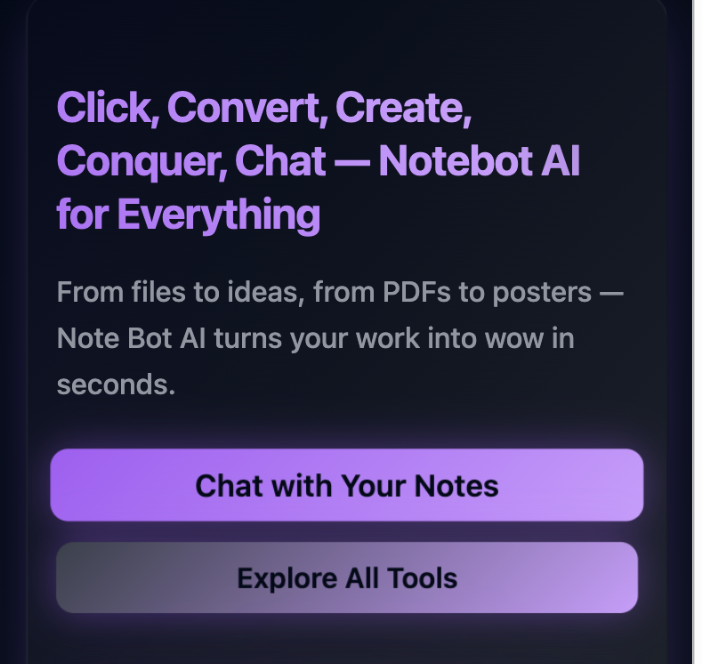 Click, Convert, Create,
Conquer, Chat — Notebot AI
for Everything
From files to ideas, from PDFs to posters —
Note Bot AI turns your work into wow in
seconds.
Chat with Your Notes
Explore All Tools